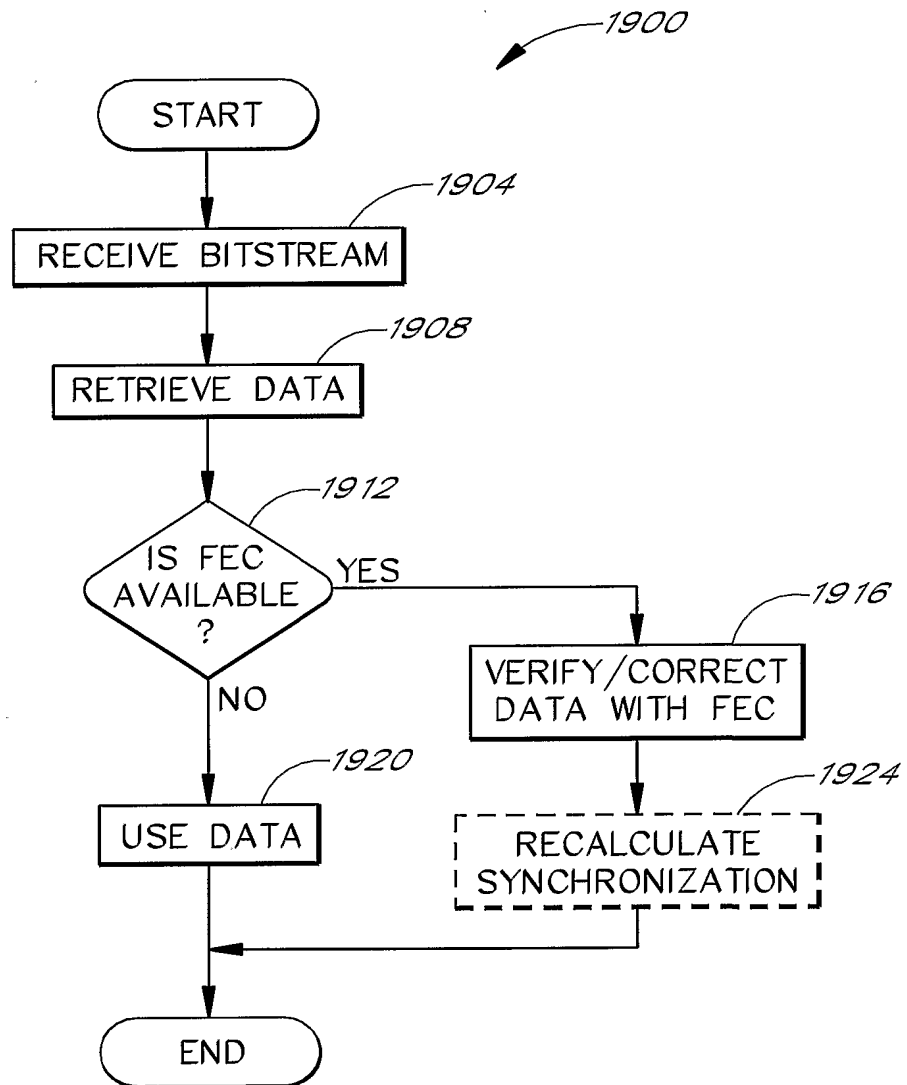 1900
START
1904
RECEIVE BITSTREAM
1908
RETRIEVE DATA
1912
IS FEC
AVAILABLE
?
YES
NO
1916
VERIFY/CORRECT
DATA WITH FEC
1920
USE DATA
1924
RECALCULATE
SYNCHRONIZATION
END